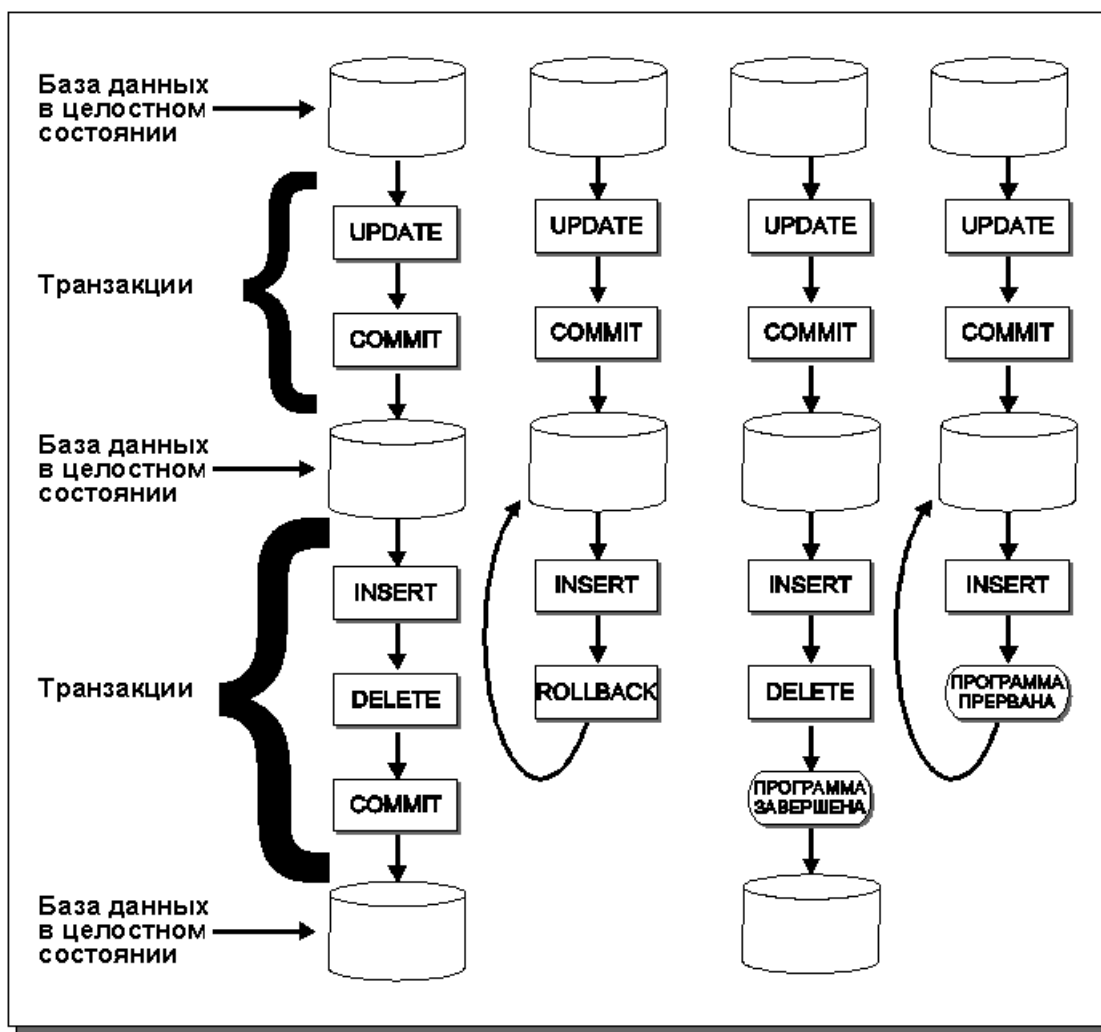 База данных
в целостном
состоянии
UPDATE
UPDATE
UPDATE
UPDATE
Транзакции
COMMIT
COMMIT
COMMIT
COMMIT
База данных
в целостном
состоянии
INSERT
INSERT
INSERT
INSERT
Транзакции
DELETE
ROLLBACK
DELETE
ПРОГРАММА
ПРЕРВАНА
COMMIT
ПРОГРАММА
ЗАВЕРШЕНА
База данных
в целостном
состоянии